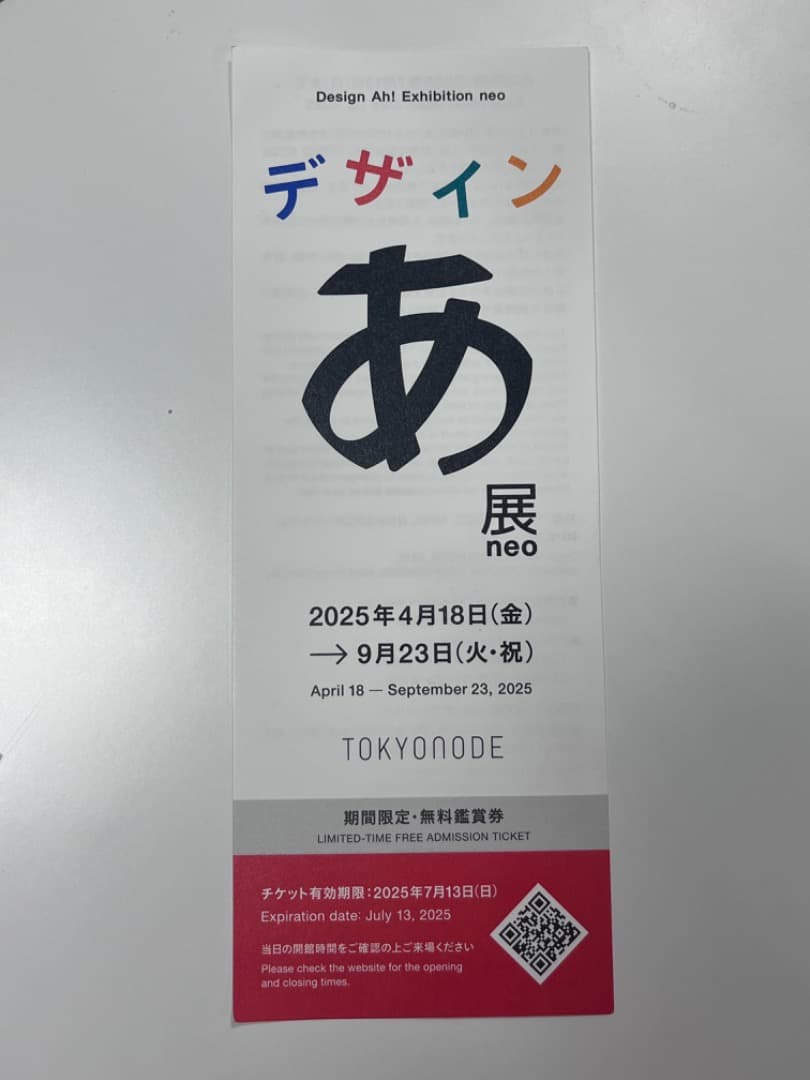 Design Ah! Exhibition neo
デザイン
あ
展
neo
2025年4月18日(金)
→9月23日(火・祝)
April 18 — September 23, 2025
TOKYONODE
期間限定・無料鑑賞券
LIMITED-TIME FREE ADMISSION TICKET
チケット有効期限：2025年7月13日(日)
Expiration date: July 13, 2025
当日の開館時間をご確認の上ご来場ください
Please check the website for the opening
and closing times.